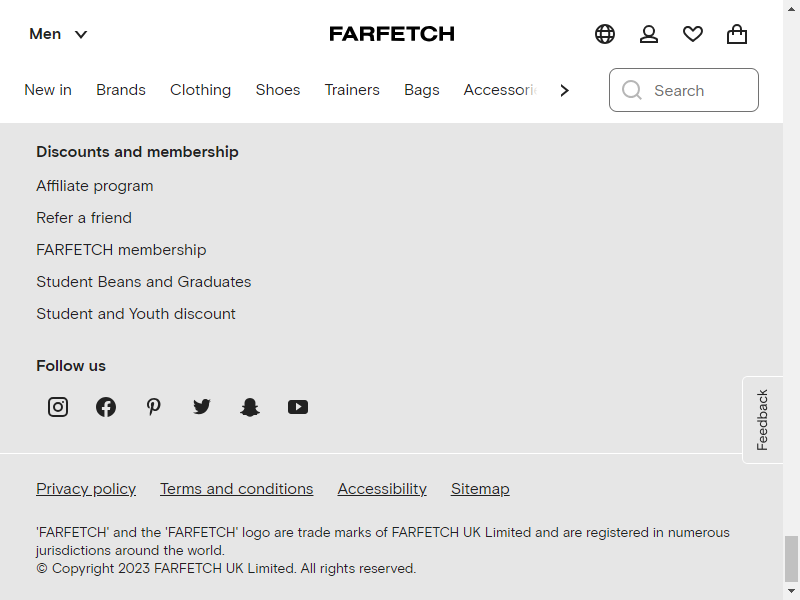 Men
FARFETCH
New in Brands Clothing Shoes Trainers Bags Accessori
Search
Discounts and membership
Affiliate program
Refer a friend
FARFETCH membership
Student Beans and Graduates
Student and Youth discount
Follow us
Feedback
Privacy policy Terms and conditions Accessibility Sitemap
'FARFETCH' and the 'FARFETCH' logo are trade marks of FARFETCH UK Limited and are registered in numerous
jurisdictions around the world.
© Copyright 2023 FARFETCH UK Limited. All rights reserved.